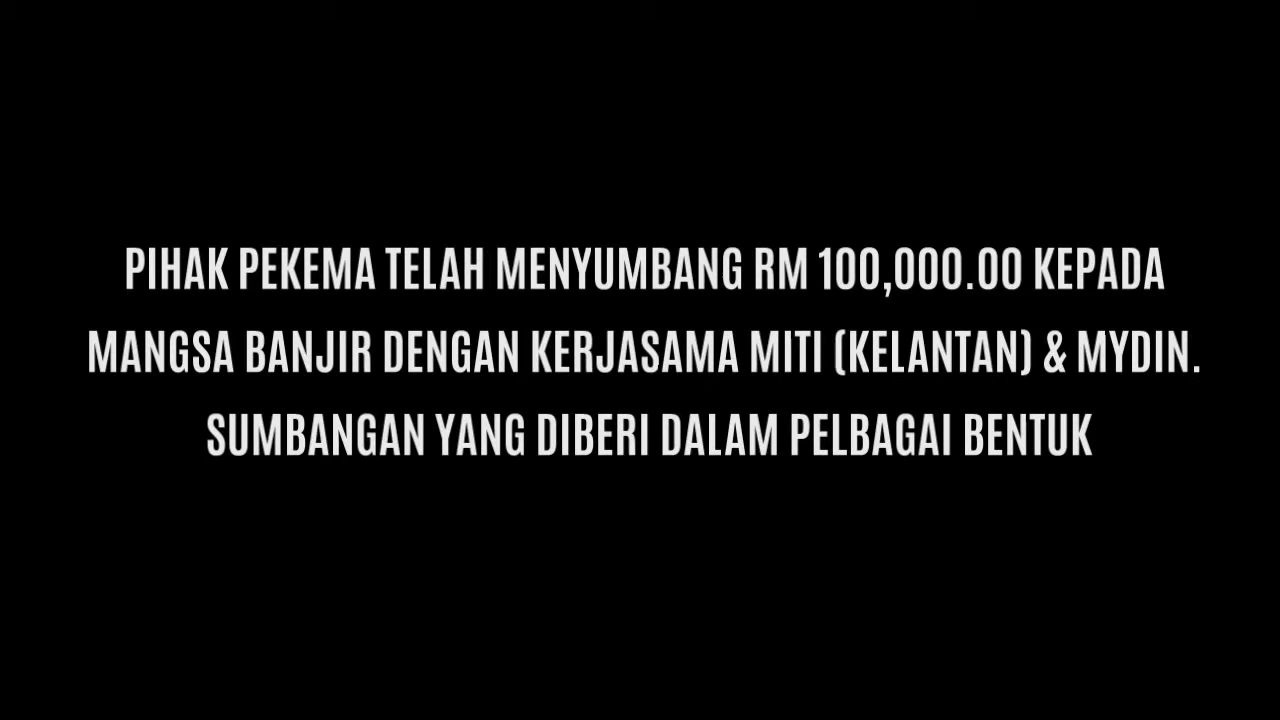 PIHAK PEKEMA TELAH MENYUMBANG RM 100,000.00 KEPADA
MANGSA BANJIR DENGAN KERJASAMA MITI (KELANTAN) & MYDIN.
SUMBANGAN YANG DIBERI DALAM PELBAGAI BENTUK